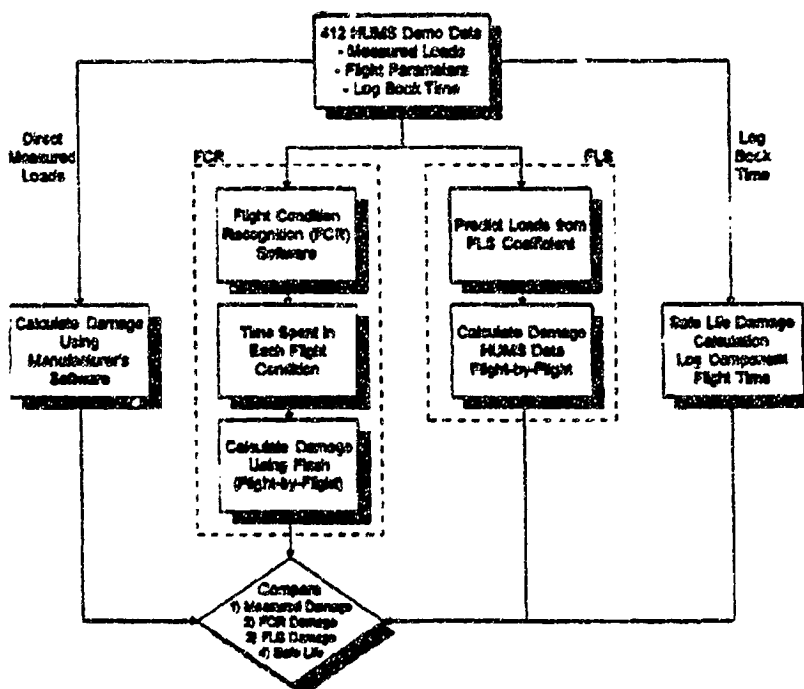 412 HUMS Demo Data
- Measured Loads
- Flight Parameters
- Log Book Time
Direct
Measured
Loads
FCR
FLS
Log
Book
Time
Flight Condition
Recognition (FCR)
Software
Predict Loads from
FLS Coefficient
Calculate Damage
Using
Manufacturer's
Software
Time Spent in
Each Flight
Condition
Calculate Damage
HUMS Data
Flight-by-Flight
Safe Life Damage
Calculation
Log Component
Flight Time
Calculate Damage
Using
(Flight-by-Flight)
Compare
1) Measured Damage
2) FCR Damage
3) FLS Damage
4) Safe Life